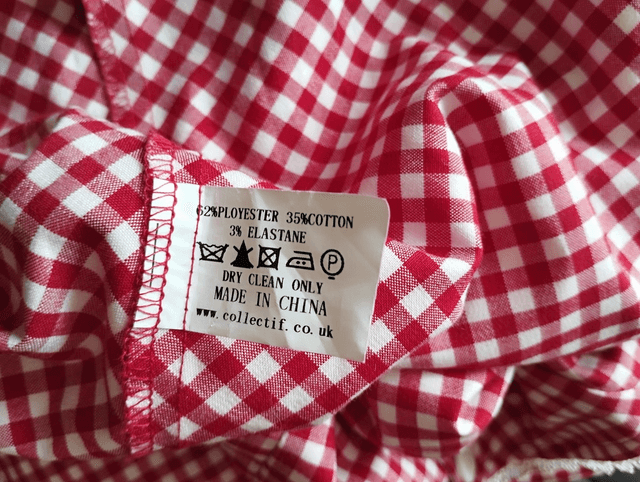 62%PLOYESTER 35%COTTON
3% ELASTANE
P
DRY CLEAN ONLY
MADE IN CHINA
www.collectif.co.uk